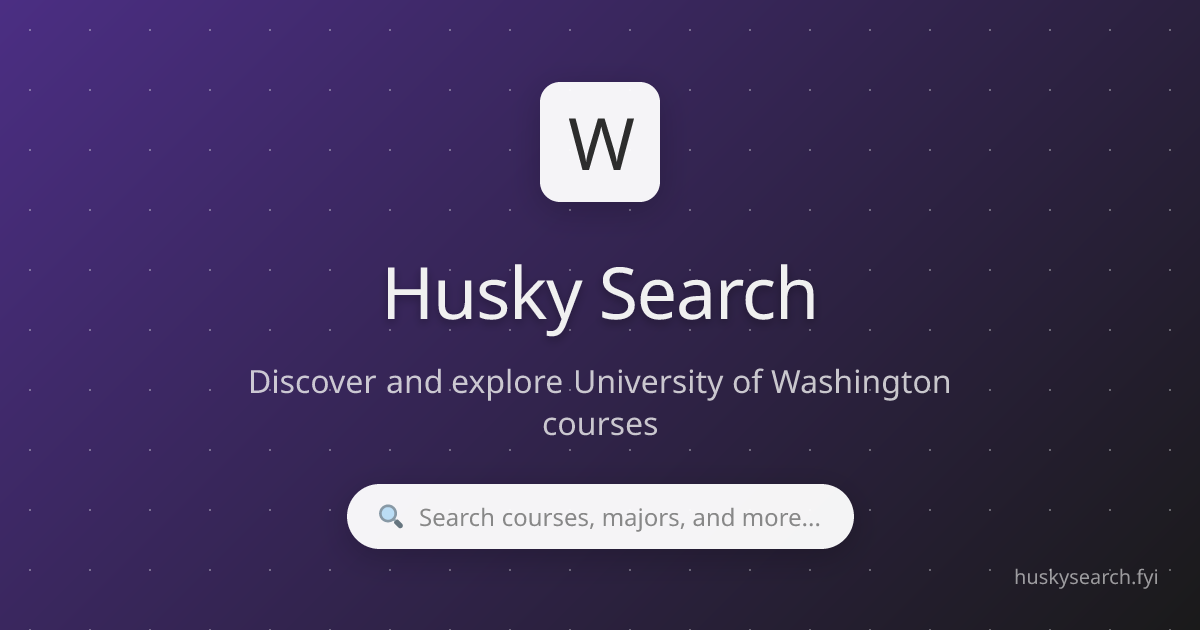 W
Husky Search
Discover and explore University of Washington
courses
Search courses, majors, and more...
huskysearch.fyi